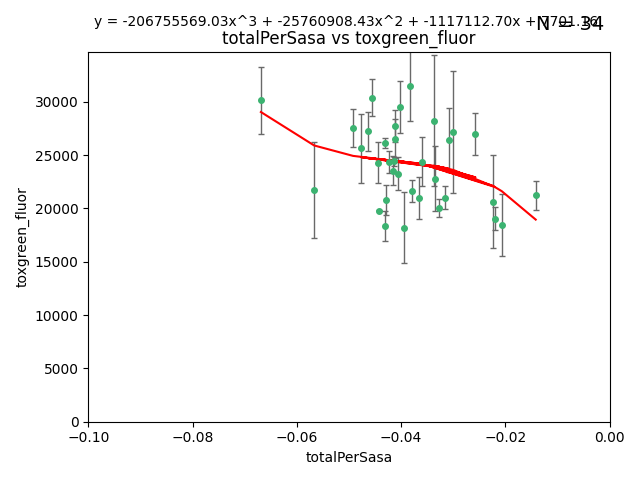 y = -206755569.03x^3 + -25760908.43x^2 + -1117112.70x +
N = 34
totalPerSasa vs toxgreen_fluor
30000
25000
20000
15000
10000
5000
0
toxgreen_fluor
−0.10 −0.08 −0.06 −0.04 −0.02 0.00
totalPerSasa